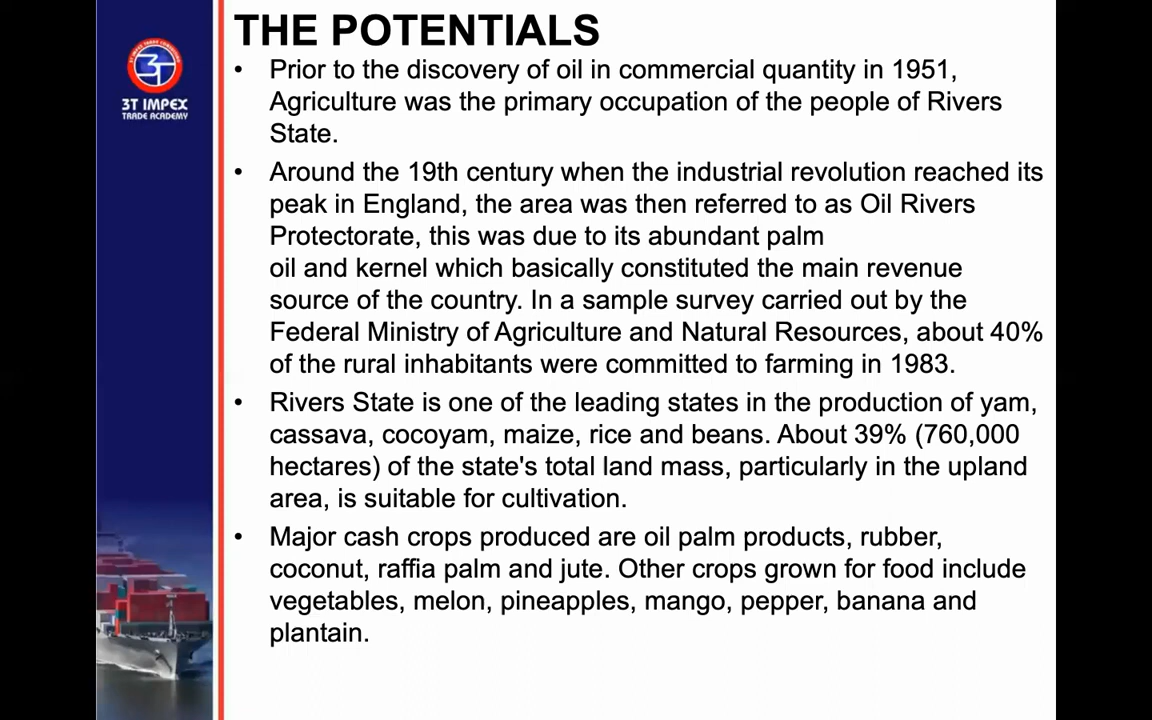 THE POTENTIALS
3T IMPEX
TRADE ACADEMY
• Prior to the discovery of oil in commercial quantity in 1951,
Agriculture was the primary occupation of the people of Rivers
State.
• Around the 19th century when the industrial revolution reached its
peak in England, the area was then referred to as Oil Rivers
Protectorate, this was due to its abundant palm
oil and kernel which basically constituted the main revenue
source of the country. In a sample survey carried out by the
Federal Ministry of Agriculture and Natural Resources, about 40%
of the rural inhabitants were committed to farming in 1983.
• Rivers State is one of the leading states in the production of yam,
cassava, cocoyam, maize, rice and beans. About 39% (760,000
hectares) of the state's total land mass, particularly in the upland
area, is suitable for cultivation.
• Major cash crops produced are oil palm products, rubber,
coconut, raffia palm and jute. Other crops grown for food include
vegetables, melon, pineapples, mango, pepper, banana and
plantain.